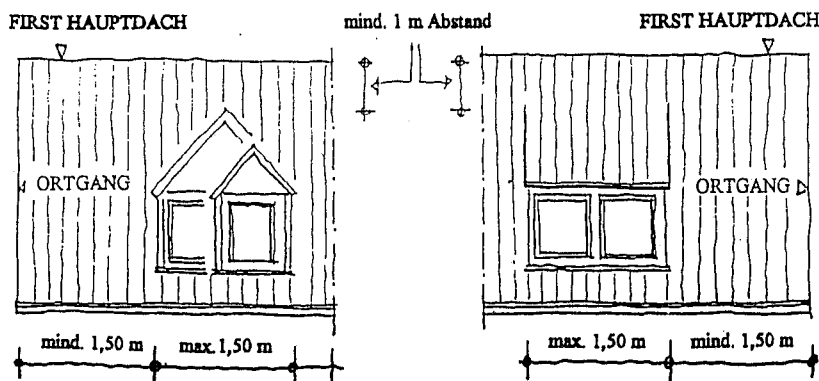 FIRST HAUPTDACH
mind. 1 m Abstand
FIRST HAUPTDACH
ORTGANG
ORTGANG
mind. 1,50 m
max. 1,50 m
max. 1,50 m
mind. 1,50 m